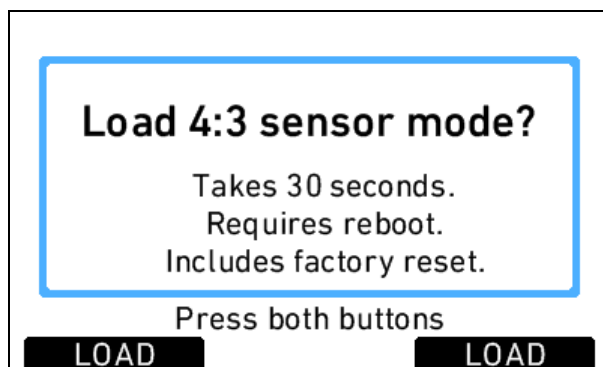 Load 4:3 sensor mode?
Takes 30 seconds.
Requires reboot.
Includes factory reset.
Press both buttons
LOAD LOAD